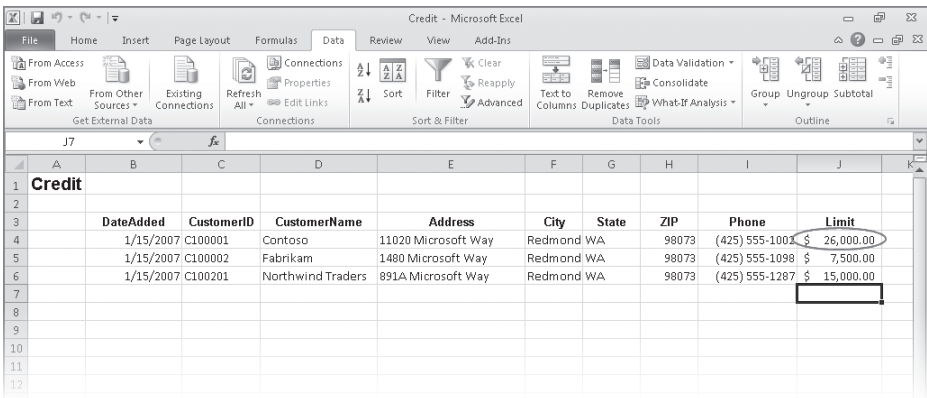 Credit - Microsoft Excel
File Home Insert Page Layout Formulas Data Review View Add-Ins
From Access
From Web
From Text
From Other Sources
Existing Connections
Get External Data
Refresh All
Connections
Properties
Edit Links
Connections
Sort
Filter
Clear
Reapply
Advanced
Sort & Filter
Text to Columns
Remove Duplicates
Data Validation
Consolidate
What-If Analysis
Data Tools
Group
Ungroup
Subtotal
Outline
J7 fx
A B C D E F G H I J K
1 Credit
2
3 DateAdded CustomerID CustomerName Address City State ZIP Phone Limit
4 1/15/2007 C100001 Contoso 11020 Microsoft Way Redmond WA 98073 (425) 555-1002 $ 26,000.00
5 1/15/2007 C100002 Fabrikam 1480 Microsoft Way Redmond WA 98073 (425) 555-1098 $ 7,500.00
6 1/15/2007 C100201 Northwind Traders 891A Microsoft Way Redmond WA 98073 (425) 555-1287 $ 15,000.00
7
8
9
10
11
12